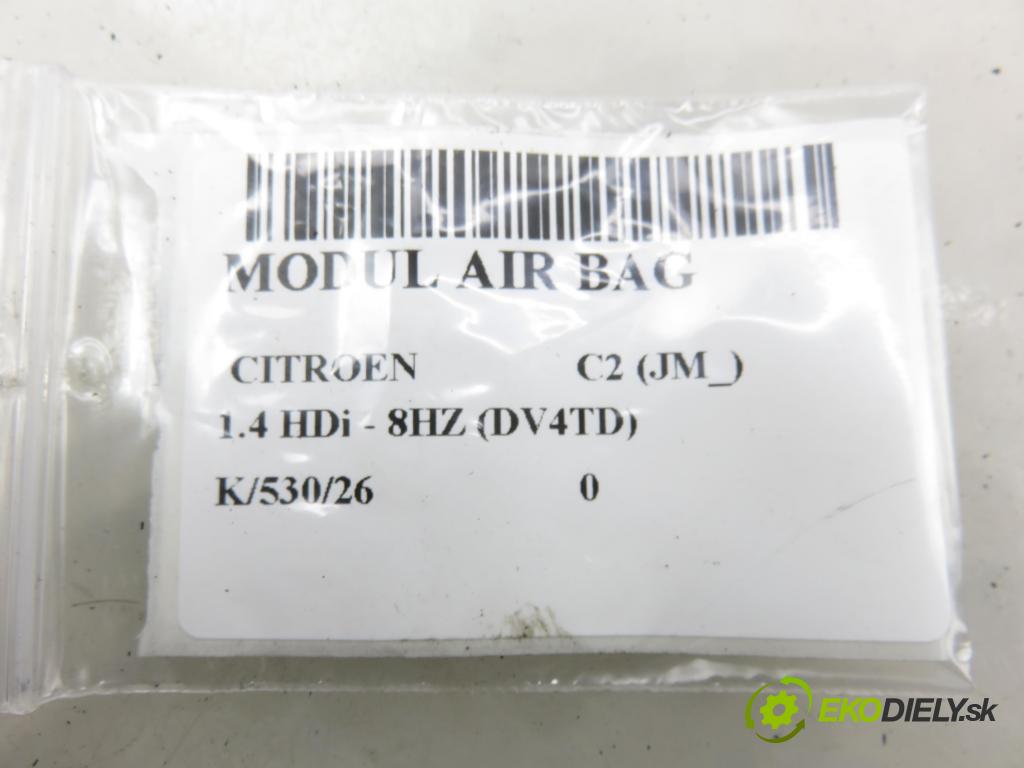 MODUL AIR BAG
CITROEN C2 (JM_)
1.4 HDi - 8HZ (DV4TD)
K/530/26 0
EKODIELY.sk